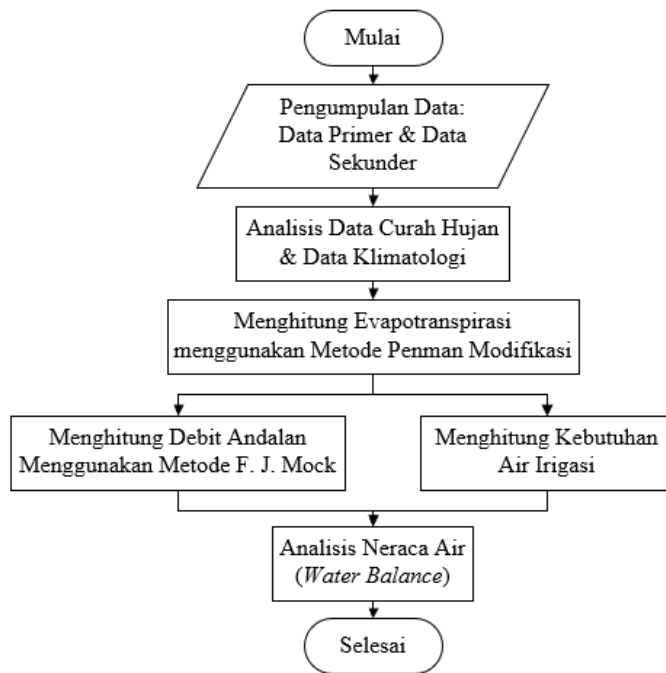 Mulai
Pengumpulan Data:
Data Primer & Data
Sekunder
Analisis Data Curah Hujan
& Data Klimatologi
Menghitung Evapotranspirasi
menggunakan Metode Penman Modifikasi
Menghitung Debit Andalan
Menggunakan Metode F. J. Mock
Menghitung Kebutuhan
Air Irigasi
Analisis Neraca Air
(Water Balance)
Selesai